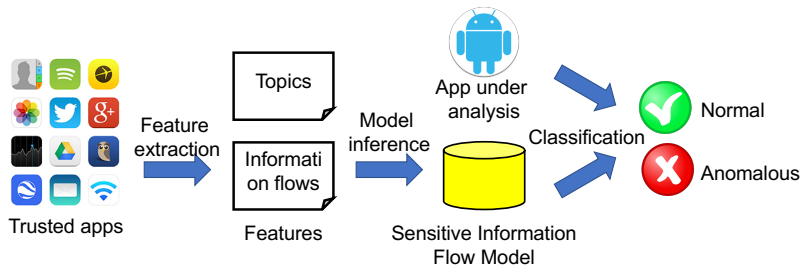 Trusted apps
Feature
extraction
Topics
Informati
on flows
Features
Model
inference
App under
analysis
Sensitive Information
Flow Model
Classification
Normal
Anomalous
g+